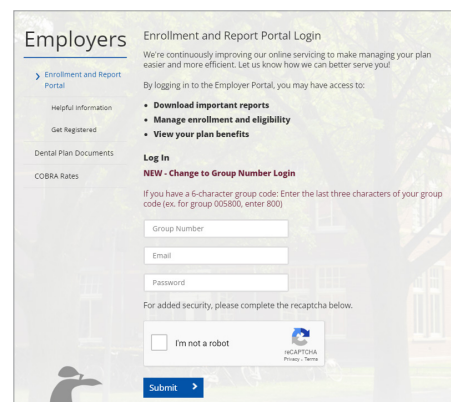 Employers
Enrollment and Report
Portal
Helpful Information
Get Registered
Dental Plan Documents
COBRA Rates
Enrollment and Report Portal Login
We're continuously improving our online servicing to make managing your plan
easier and more efficient. Let us know how we can better serve you!
By logging in to the Employer Portal, you may have access to:
• Download important reports
• Manage enrollment and eligibility
• View your plan benefits
Log In
NEW - Change to Group Number Login
If you have a 6-character group code: Enter the last three characters of your group
code (ex. for group 005800, enter 800)
Group Number
Email
Password
For added security, please complete the recaptcha below.
I'm not a robot
reCAPTCHA
Privacy - Terms
Submit